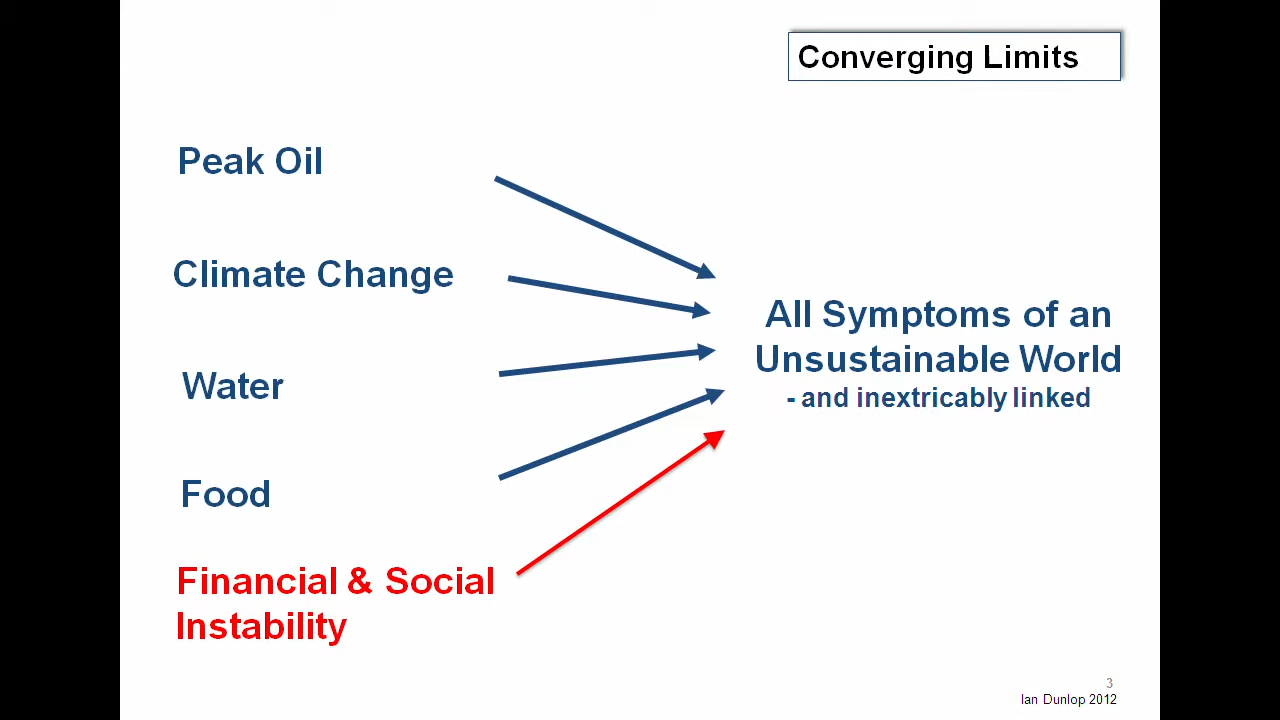 Converging Limits
Peak Oil
Climate Change
Water
Food
Financial & Social
Instability
All Symptoms of an
Unsustainable World
- and inextricably linked
3
Ian Dunlop 2012